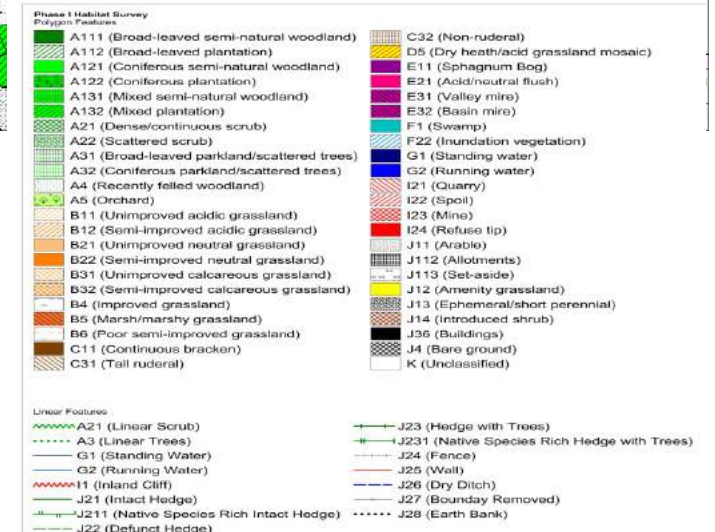 Phase I Habitat Survey
Polygon Features
A111 (Broad-leaved semi-natural woodland)
A112 (Broad-leaved plantation)
A121 (Coniferous semi-natural woodland)
A122 (Coniferous plantation)
A131 (Mixed semi-natural woodland)
A132 (Mixed plantation)
A21 (Dense/continuous scrub)
A22 (Scattered scrub)
A31 (Broad-leaved parkland/scattered trees)
A32 (Coniferous parkland/scattered trees)
A4 (Recently felled woodland)
A5 (Orchard)
B11 (Unimproved acidic grassland)
B12 (Semi-improved acidic grassland)
B21 (Unimproved neutral grassland)
B22 (Semi-improved neutral grassland)
B31 (Unimproved calcareous grassland)
B32 (Semi-improved calcareous grassland)
B4 (Improved grassland)
B5 (Marsh/marshy grassland)
B6 (Poor semi-improved grassland)
C11 (Continuous bracken)
C31 (Tall ruderal)
C32 (Non-ruderal)
D5 (Dry heath/acid grassland mosaic)
E11 (Sphagnum Bog)
E21 (Acid/neutral flush)
E31 (Valley mire)
E32 (Basin mire)
F1 (Swamp)
F22 (Inundation vegetation)
G1 (Standing water)
G2 (Running water)
I21 (Quarry)
I22 (Spoil)
I23 (Mine)
I24 (Refuse tip)
J11 (Arable)
J112 (Allotments)
J113 (Set-aside)
J12 (Amenity grassland)
J13 (Ephemeral/short perennial)
J14 (Introduced shrub)
J36 (Buildings)
J4 (Bare ground)
K (Unclassified)
Linear Features
A21 (Linear Scrub)
A3 (Linear Trees)
G1 (Standing Water)
G2 (Running Water)
I1 (Inland Cliff)
J21 (Intact Hedge)
J211 (Native Species Rich Intact Hedge)
J22 (Defunct Hedge)
J23 (Hedge with Trees)
J231 (Native Species Rich Hedge with Trees)
J24 (Fence)
J25 (Wall)
J26 (Dry Ditch)
J27 (Bounday Removed)
J28 (Earth Bank)